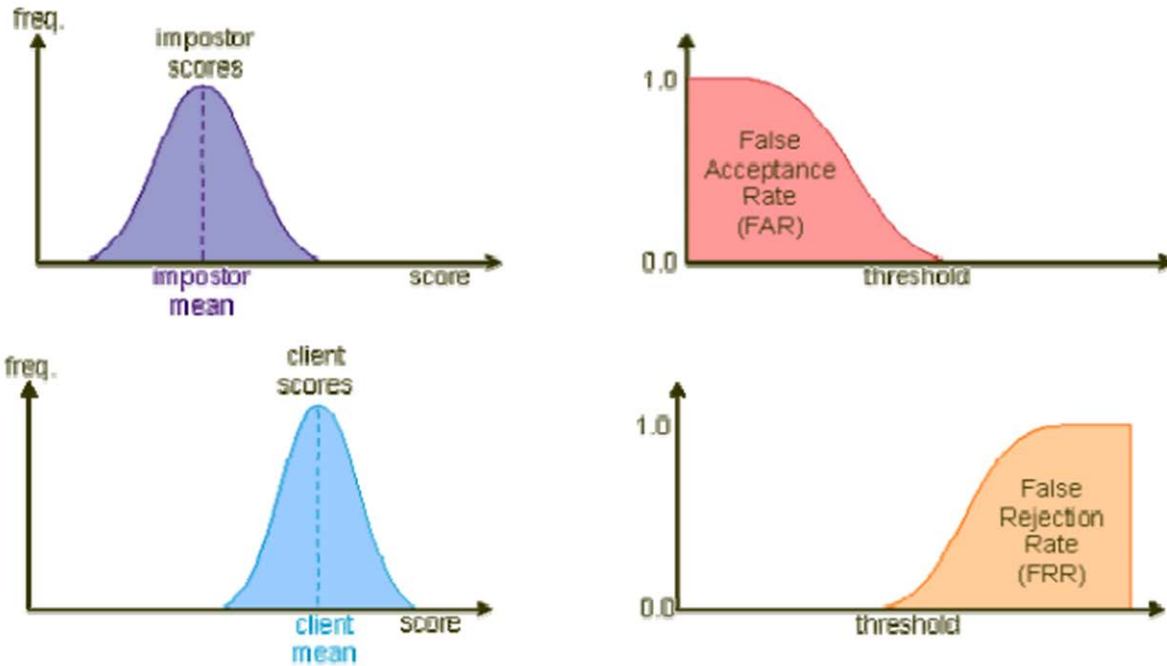 freq.
impostor
scores
impostor
mean
score
1.0
False
Acceptance
Rate
(FAR)
0.0
threshold
freq.
client
scores
client
mean
score
1.0
False
Rejection
Rate
(FRR)
0.0
threshold